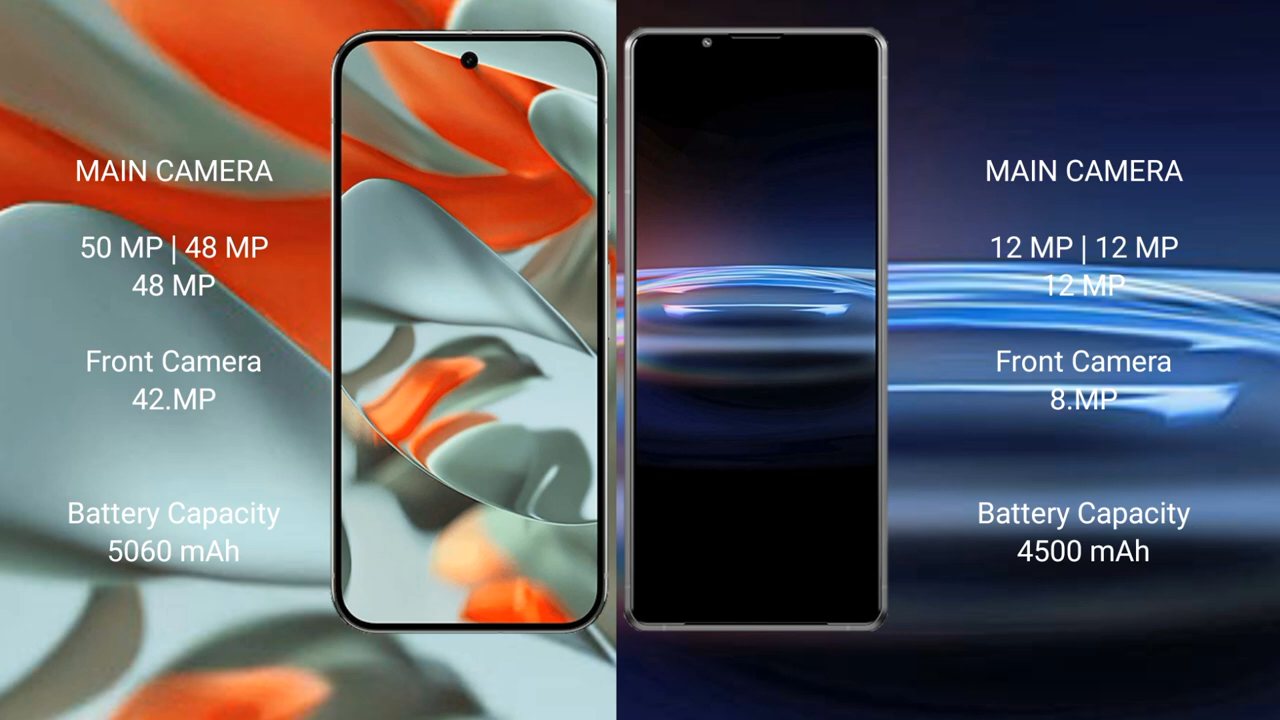 MAIN CAMERA
50 MP | 48 MP
48 MP
Front Camera
42.MP
Battery Capacity
5060 mAh
MAIN CAMERA
12 MP | 12 MP
12 MP
Front Camera
8.MP
Battery Capacity
4500 mAh